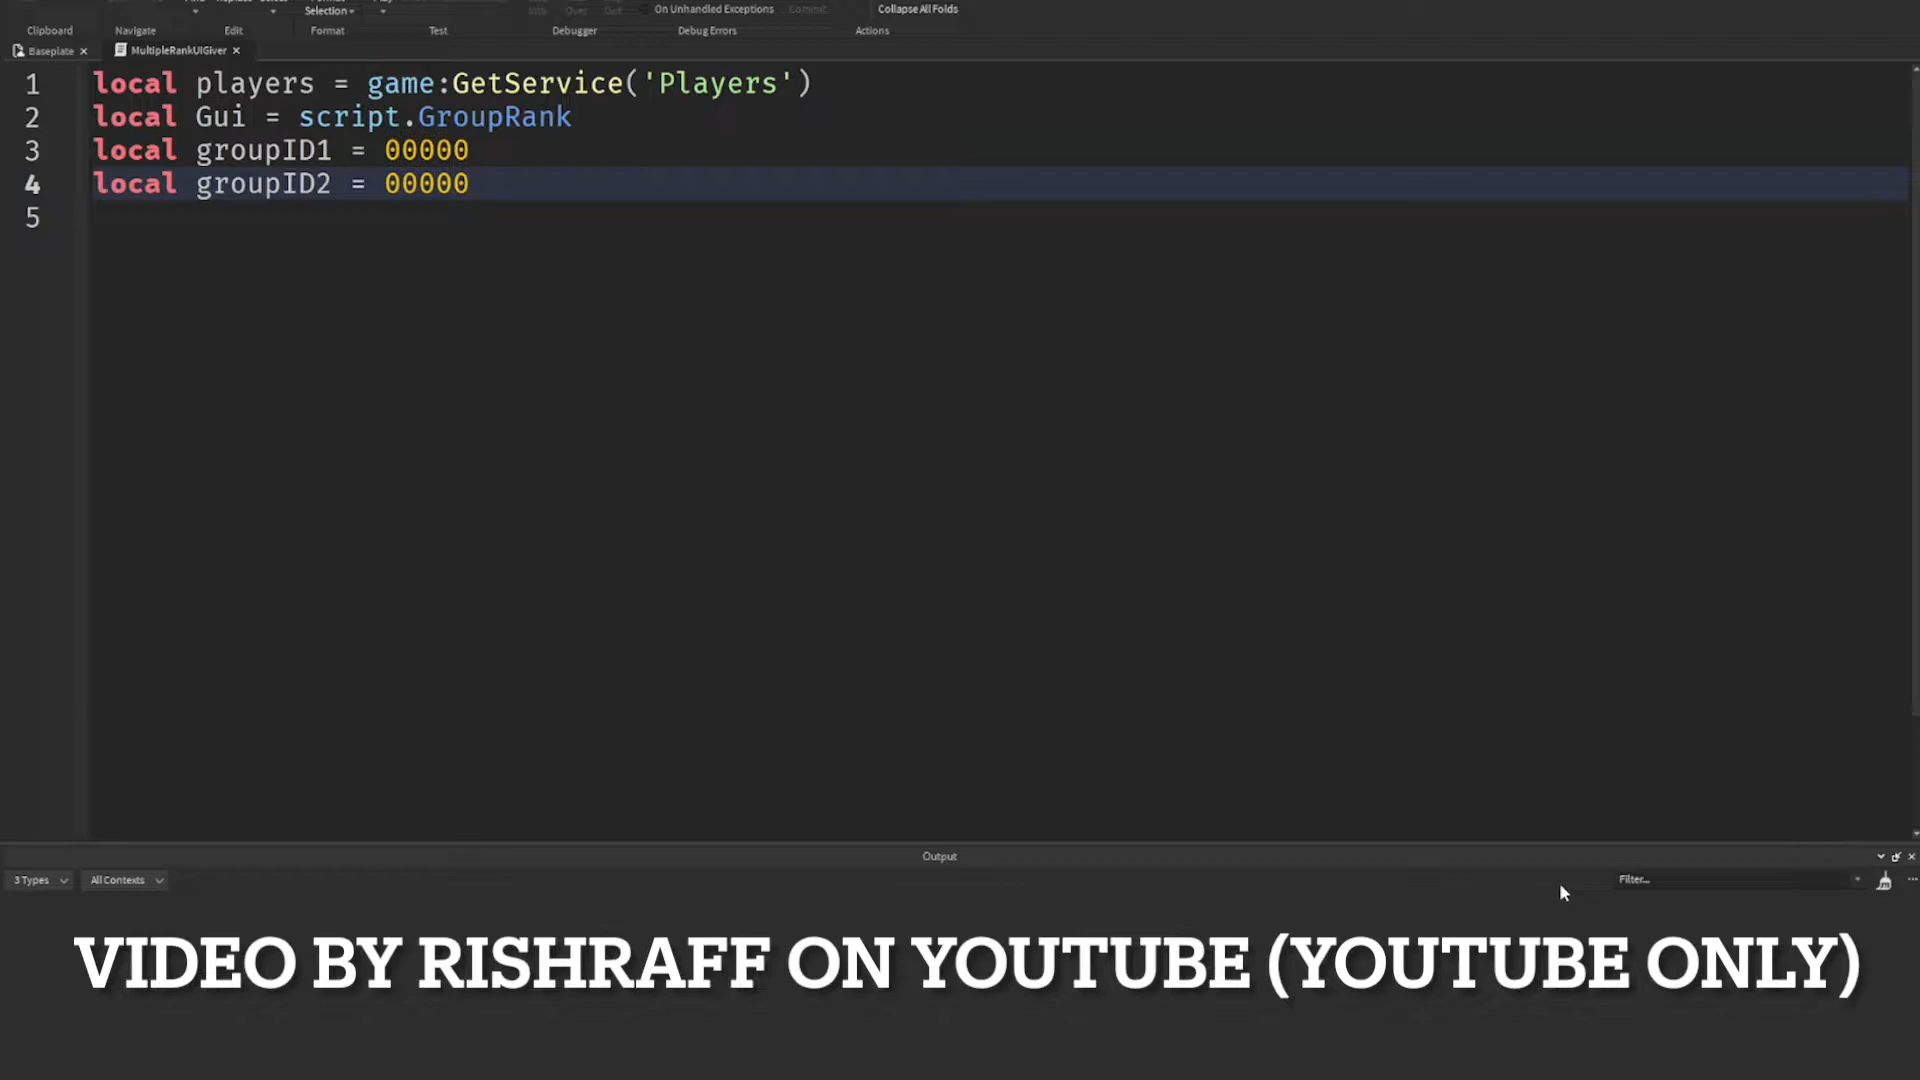 Selection
On Unhandled Exceptions Commit
Collapse All Folds
Clipboard Navigate Edit Format Test Debugger Debug Errors Actions
Baseplate × MultipleRankUIGiver ×
1 local players = game:GetService('Players')
2 local Gui = script.GroupRank
3 local groupID1 = 00000
4 local groupID2 = 00000
5
Output
3 Types All Contexts Filter...
VIDEO BY RISHRAFF ON YOUTUBE (YOUTUBE ONLY)